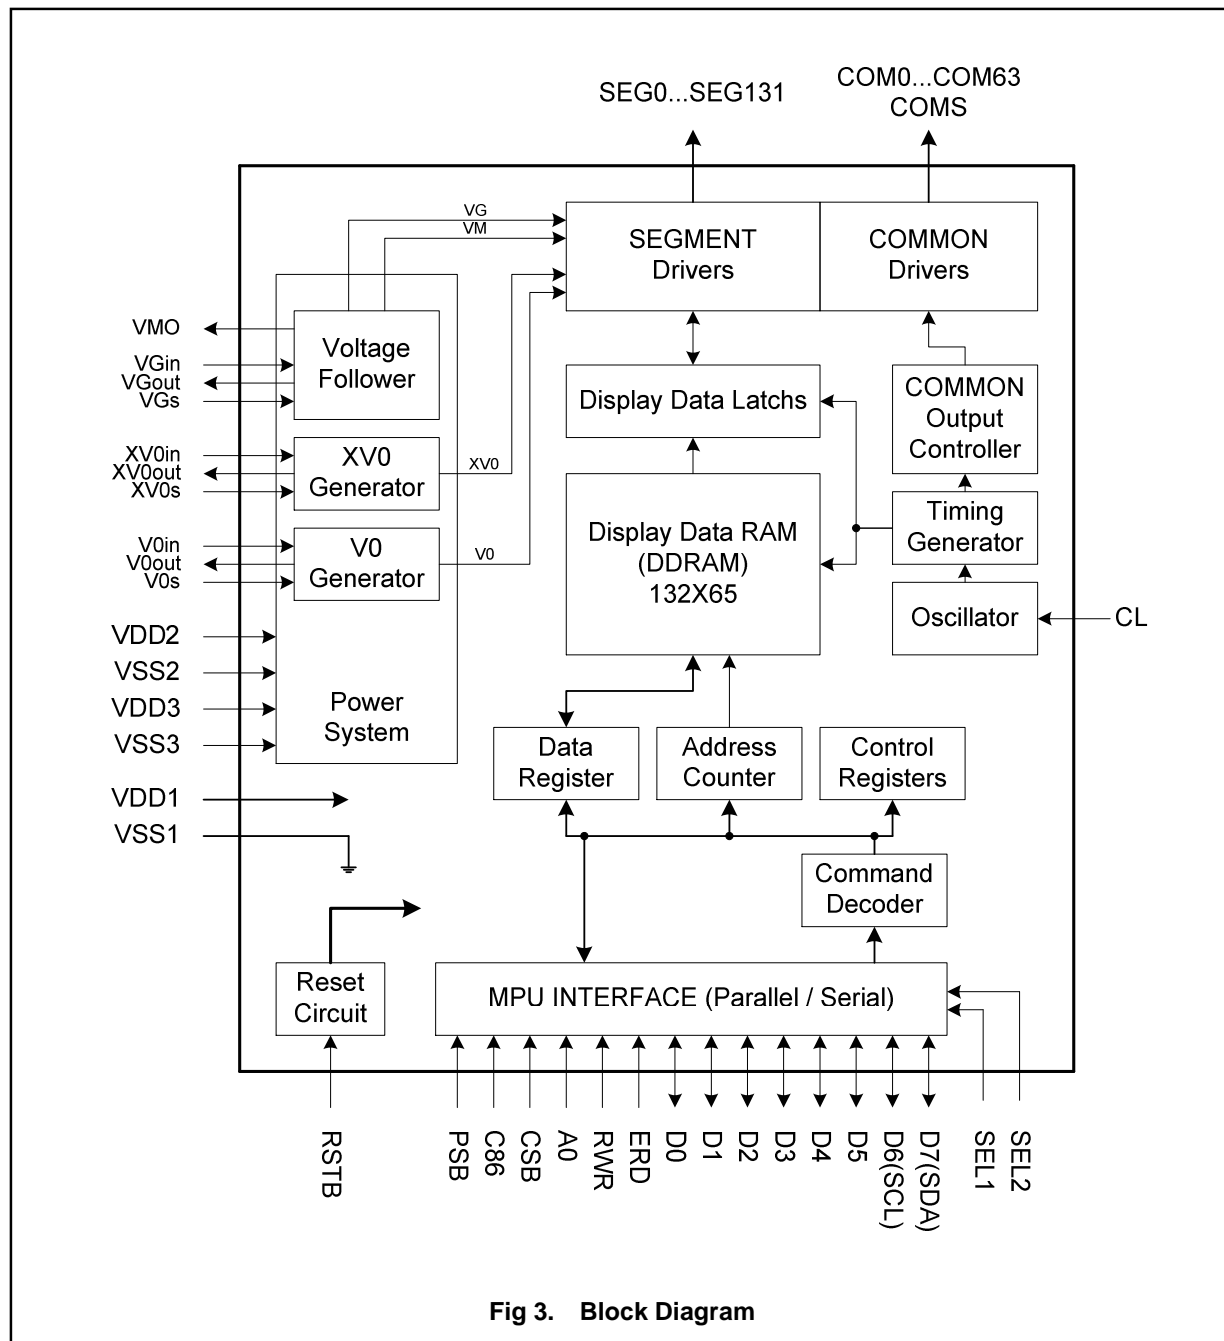 SEG0...SEG131
COM0...COM63
COMS
VG
VM
SEGMENT
Drivers
COMMON
Drivers
VMO
VGin
VGout
VGs
Voltage
Follower
Display Data Latchs
COMMON
Output
Controller
XV0in
XV0out
XV0s
XV0
Generator
XV0
V0in
V0out
V0s
V0
Generator
V0
Display Data RAM
(DDRAM)
132X65
Timing
Generator
Oscillator
CL
VDD2
VSS2
VDD3
VSS3
Power
System
Data
Register
Address
Counter
Control
Registers
VDD1
VSS1
Command
Decoder
Reset
Circuit
MPU INTERFACE (Parallel / Serial)
RSTB
PSB
C86
CSB
A0
RWR
ERD
D0
D1
D2
D3
D4
D5
D6(SCL)
D7(SDA)
SEL1
SEL2
Fig 3. Block Diagram